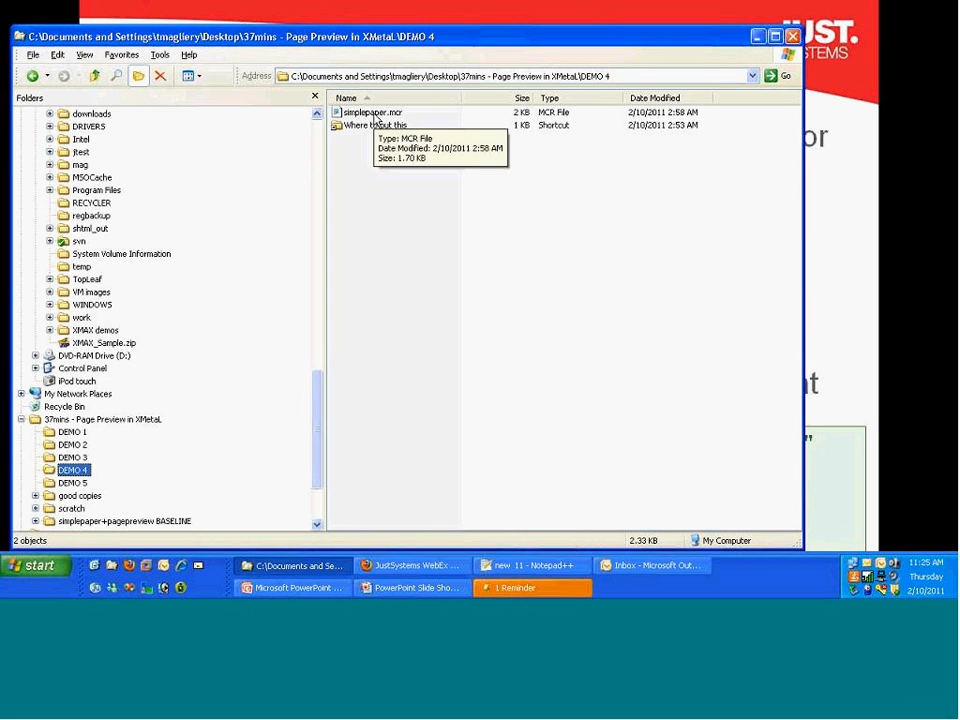 C:\Documents and Settings\tmagliery\Desktop\37mins - Page Preview in XMetaL\DEMO 4
JUST.
SYSTEMS
File Edit View Favorites Tools Help
Address C:\Documents and Settings\tmagliery\Desktop\37mins - Page Preview in XMetaL\DEMO 4 Go
Folders
Name Size Type Date Modified
simplepaper.mcr 2 KB MCR File 2/10/2011 2:58 AM
Where to put this 1 KB Shortcut 2/10/2011 2:53 AM
Type: MCR File
Date Modified: 2/10/2011 2:58 AM
Size: 1.70 KB
or
downloads
DRIVERS
Intel
jtest
mag
MSOCache
Program Files
RECYCLER
regbackup
shtml_out
svn
System Volume Information
temp
TopLeaf
VM images
WINDOWS
work
XMAX demos
XMAX_Sample.zip
DVD-RAM Drive (D:)
Control Panel
iPod touch
My Network Places
Recycle Bin
37mins - Page Preview in XMetaL
DEMO 1
DEMO 2
DEMO 3
DEMO 4
DEMO 5
good copies
scratch
simplepaper+pagepreview BASELINE
"
2 objects 2.33 KB My Computer
start C:\Documents and Se... JustSystems WebEx ... new 11 - Notepad++ Inbox - Microsoft Out... 11:25 AM
Thursday
Microsoft PowerPoint ... PowerPoint Slide Sho... 1 Reminder 2/10/2011